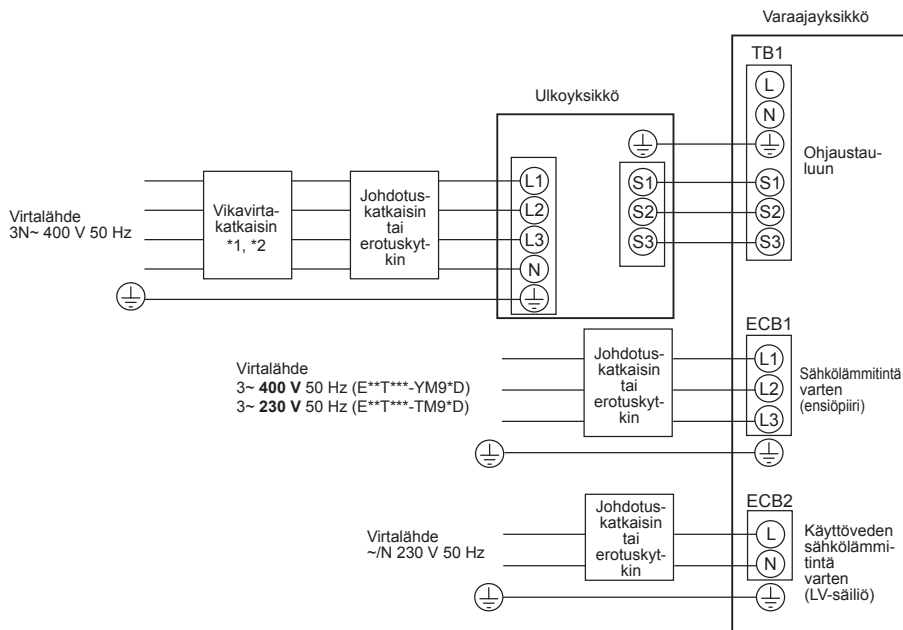 Varaajayksikkö
TB1
L
N
Ohjaustau-
luun
S1
S2
S3
Ulkoyksikkö
L1
L2
L3
N
S1
S2
S3
Virtalähde
3N~ 400 V 50 Hz
Vikavirta-
katkaisin
*1, *2
Johdotus-
katkaisin
tai
erotuskyt-
kin
Virtalähde
3~ 400 V 50 Hz (E**T***-YM9*D)
3~ 230 V 50 Hz (E**T***-TM9*D)
Johdotus-
katkaisin
tai
erotuskyt-
kin
ECB1
L1
L2
L3
Sähkölämmitintä
varten
(ensiöpiiri)
Virtalähde
~/N 230 V 50 Hz
Johdotus-
katkaisin
tai
erotuskyt-
kin
ECB2
L
N
Käyttöveden
sähkölämmi-
tintä
varten
(LV-säiliö)